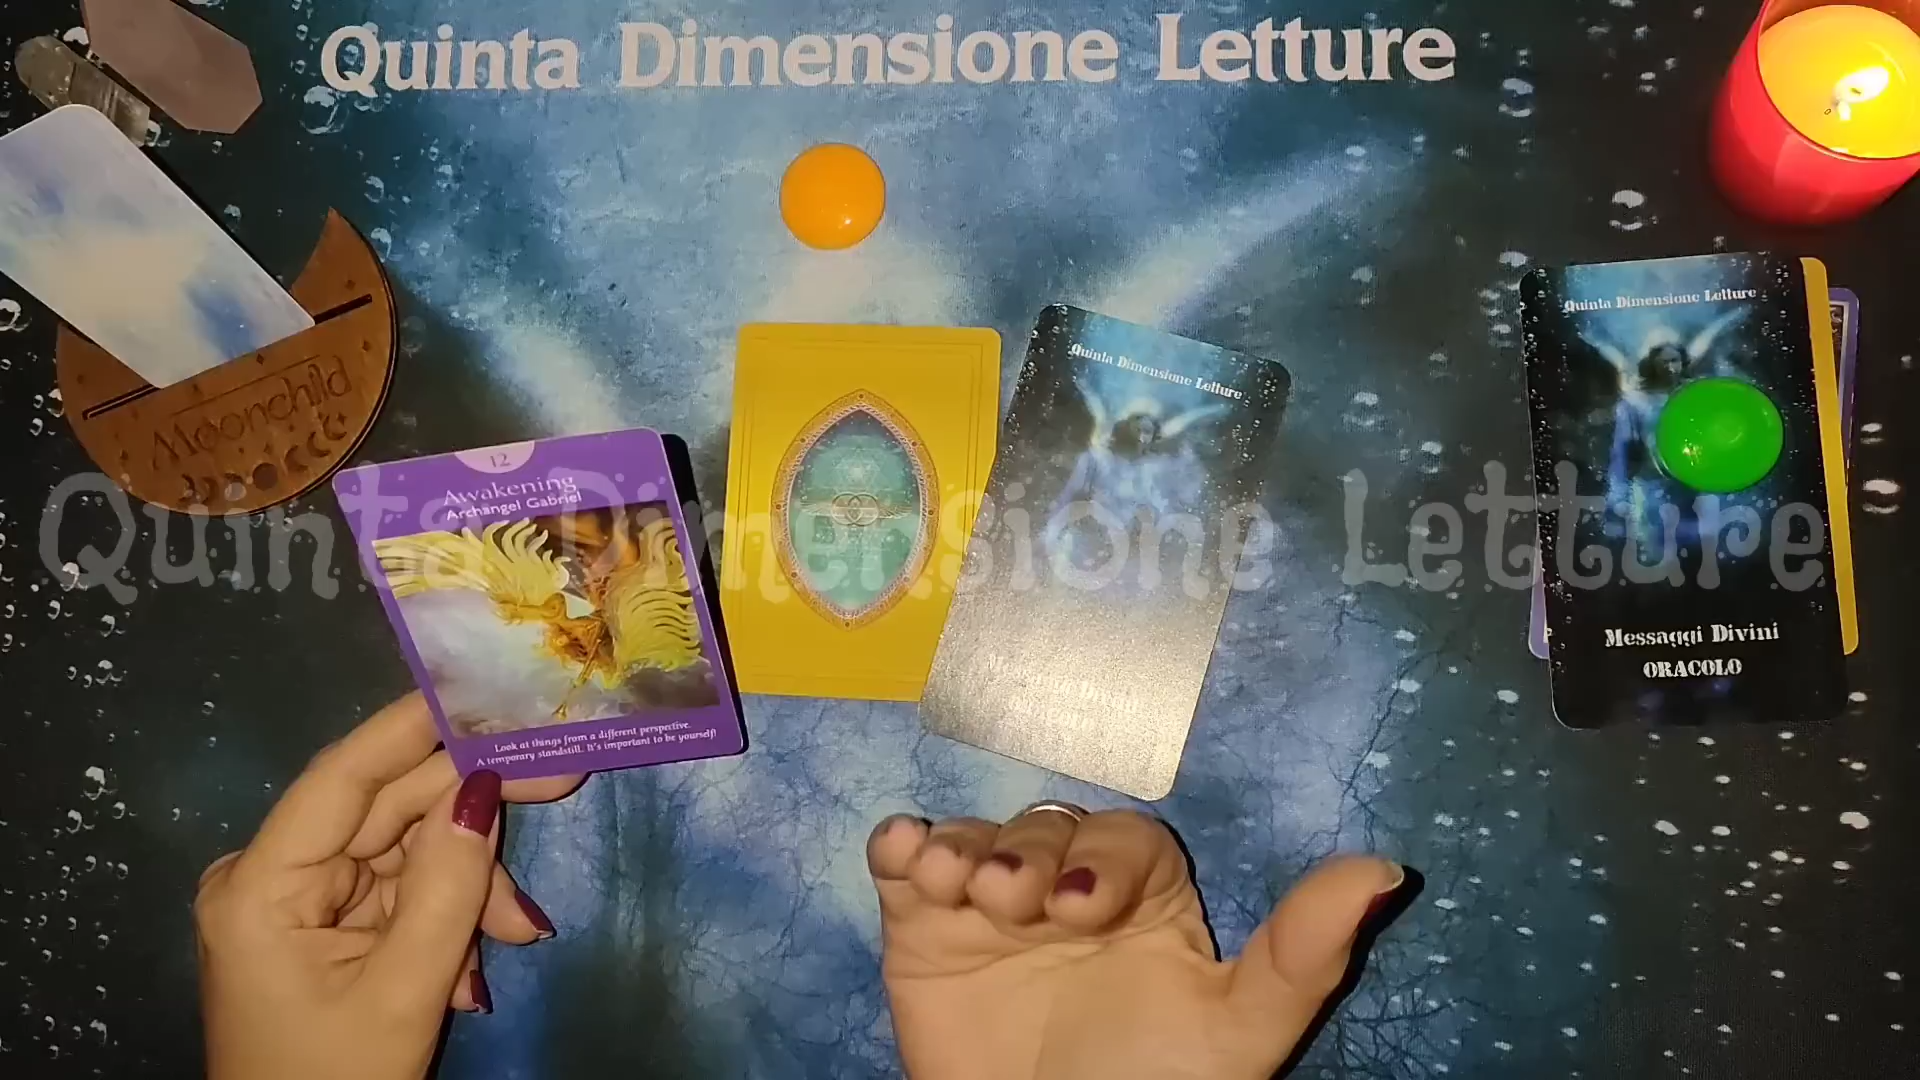 Quinta Dimensione Letture
Quinta Dimensione Letture
Quinta Dimensione Letture
Moonchild
12
Awakening
Archangel Gabriel
Quinta Dimensione Letture
Look at things from a different perspective.
A temporary standstill. It's important to be yourself!
Messaggi Divini
ORACOLO